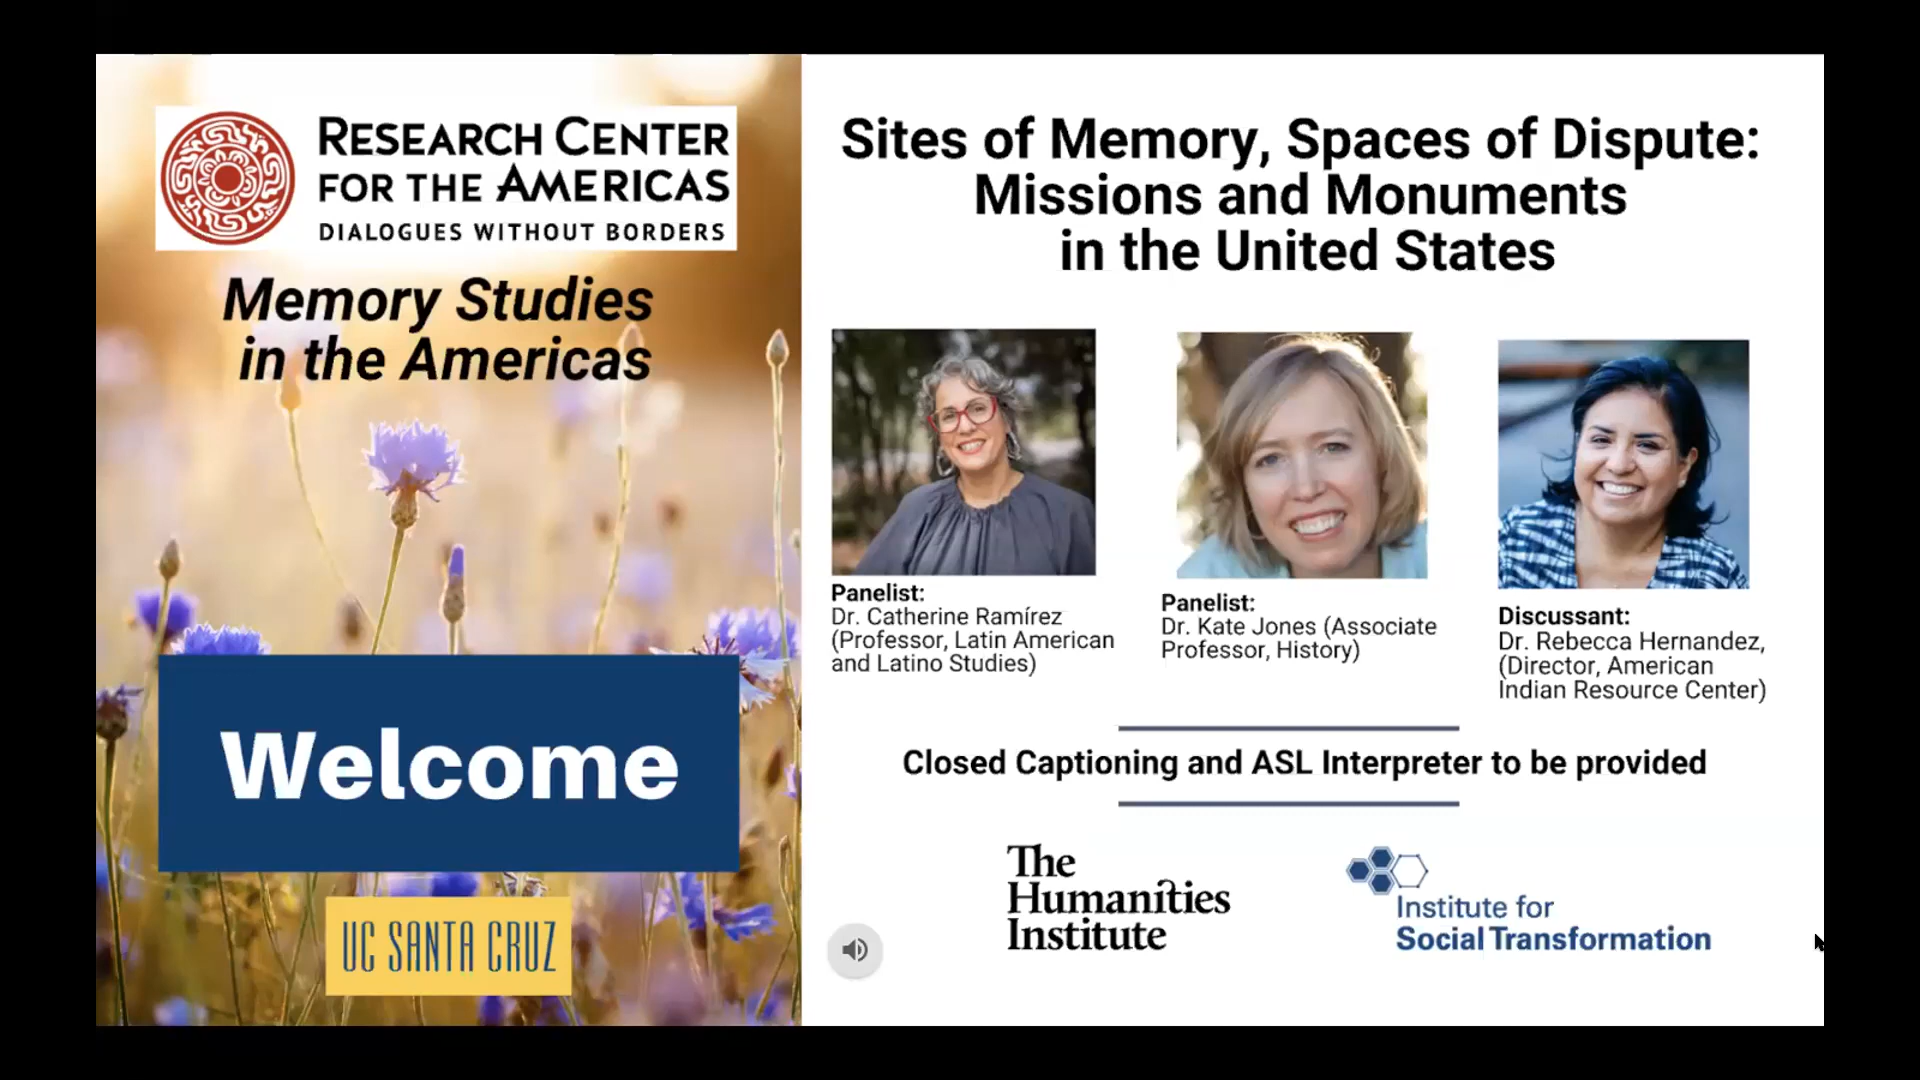 RESEARCH CENTER
FOR THE AMERICAS
DIALOGUES WITHOUT BORDERS
Memory Studies
in the Americas
Welcome
UC SANTA CRUZ
Sites of Memory, Spaces of Dispute:
Missions and Monuments
in the United States
Panelist:
Dr. Catherine Ramírez
(Professor, Latin American
and Latino Studies)
Panelist:
Dr. Kate Jones (Associate
Professor, History)
Discussant:
Dr. Rebecca Hernandez,
(Director, American
Indian Resource Center)
Closed Captioning and ASL Interpreter to be provided
The
Humanities
Institute
Institute for
Social Transformation